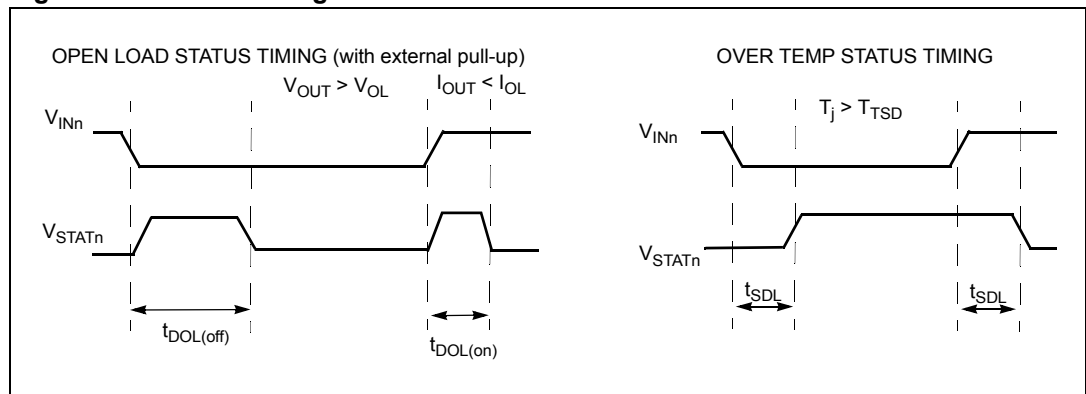 OPEN LOAD STATUS TIMING (with external pull-up)
V_OUT > V_OL
I_OUT < I_OL
V_INn
V_STATn
t_DOL(off)
t_DOL(on)
OVER TEMP STATUS TIMING
T_j > T_TSD
V_INn
V_STATn
t_SDL
t_SDL